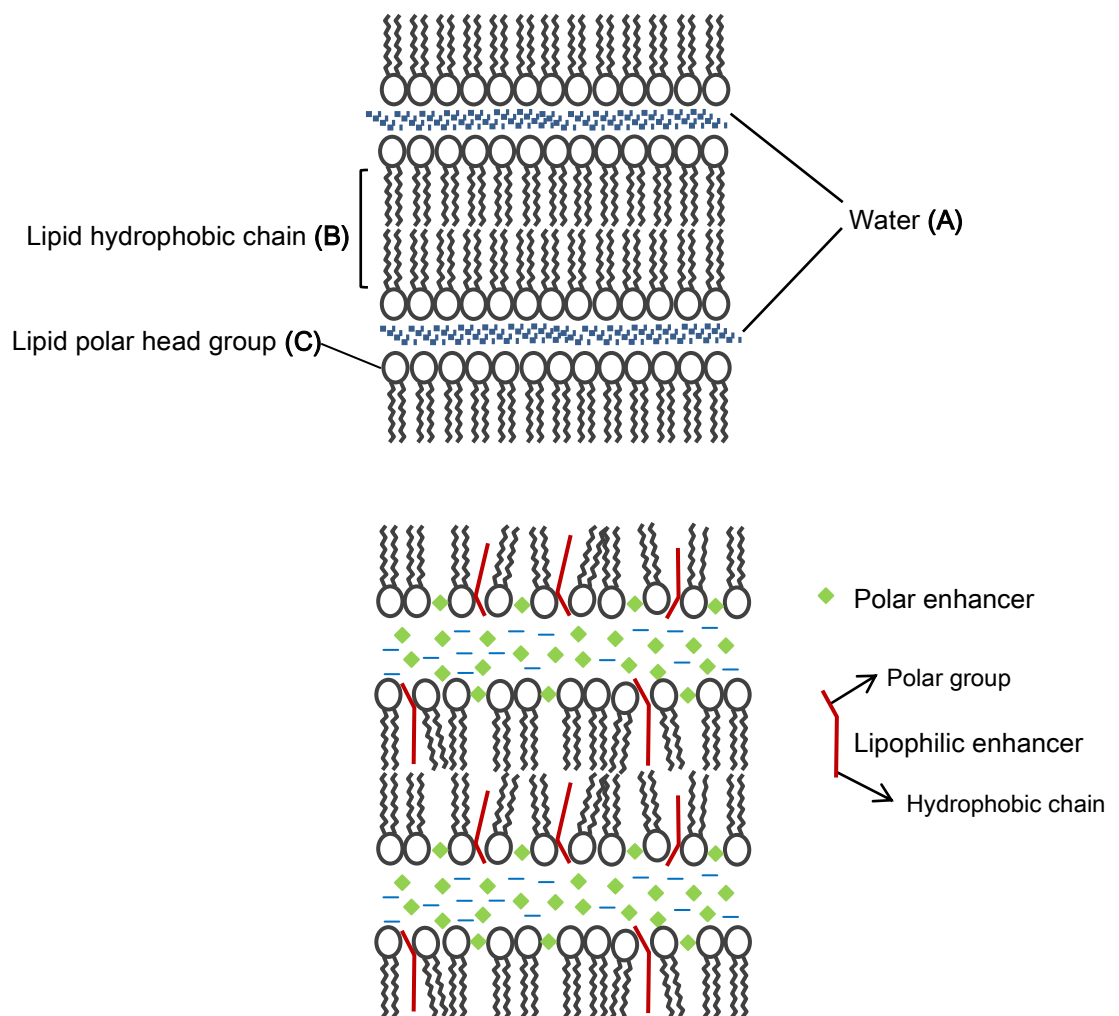 Water (A)
Lipid hydrophobic chain (B)
Lipid polar head group (C)
Polar enhancer
Polar group
Lipophilic enhancer
Hydrophobic chain